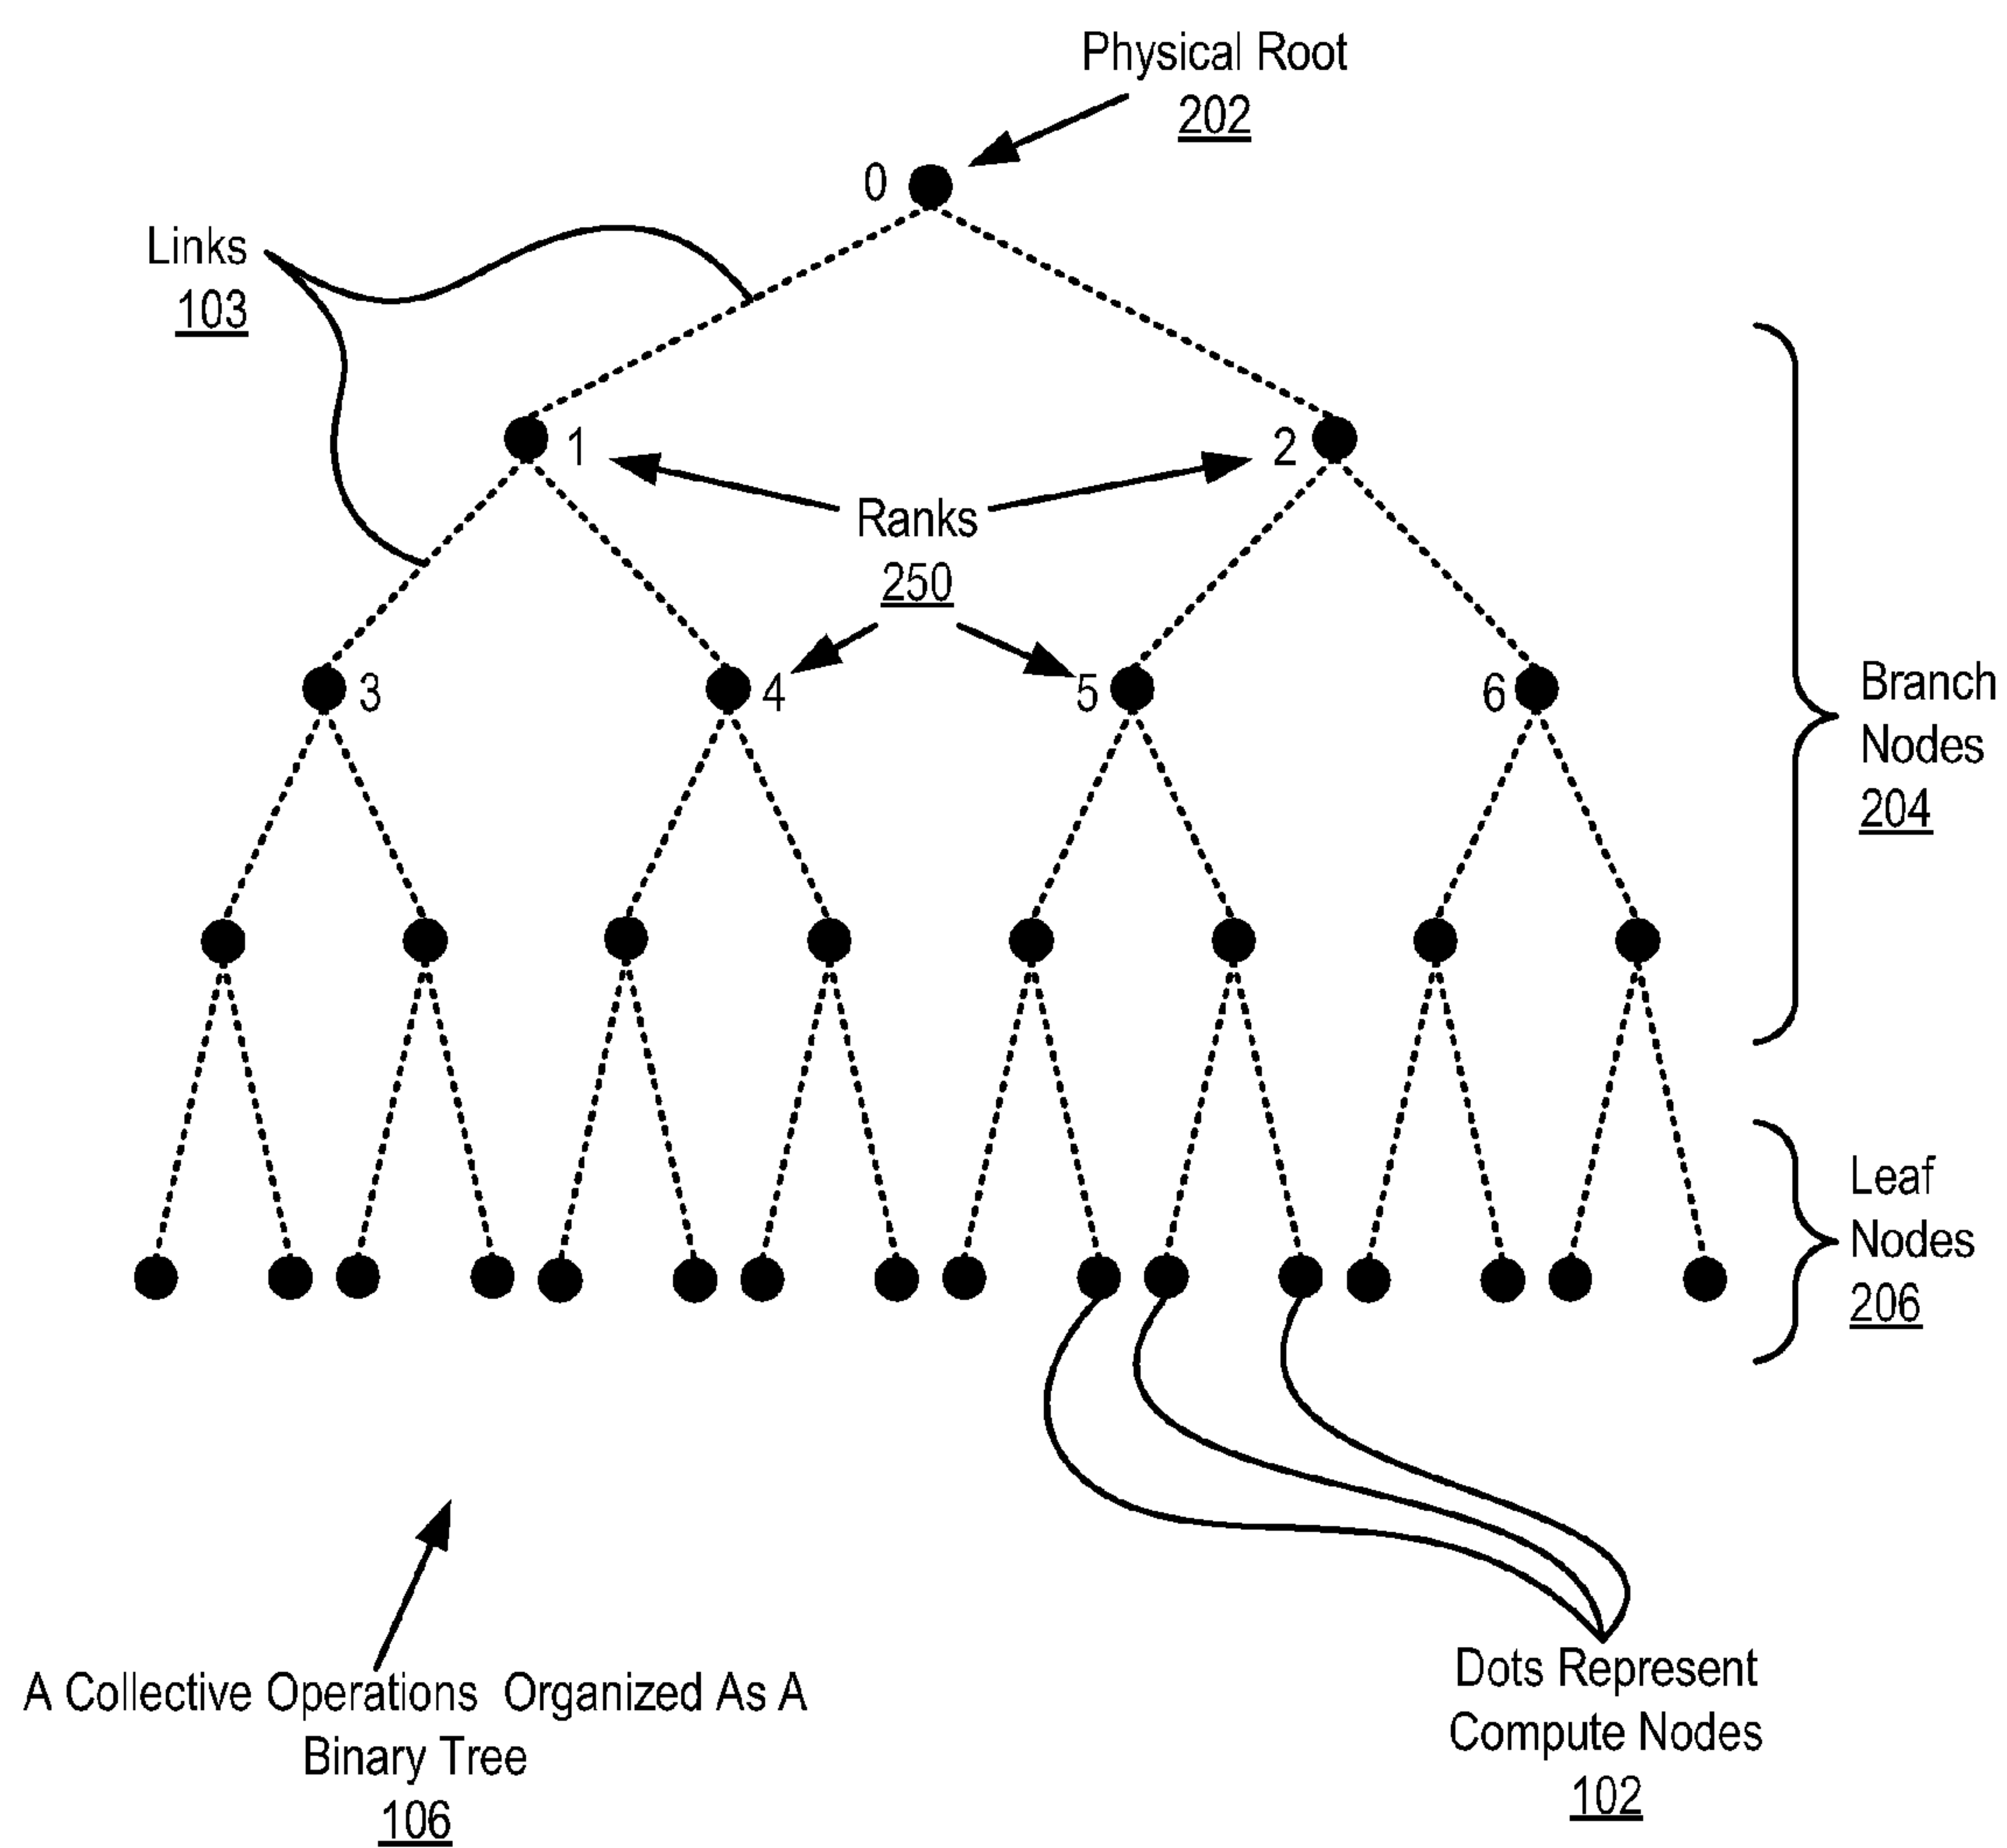 Physical Root
202
0
Links
103
1
2
Ranks
250
3
4
5
6
Branch
Nodes
204
Leaf
Nodes
206
A Collective Operations Organized As A
Binary Tree
106
Dots Represent
Compute Nodes
102